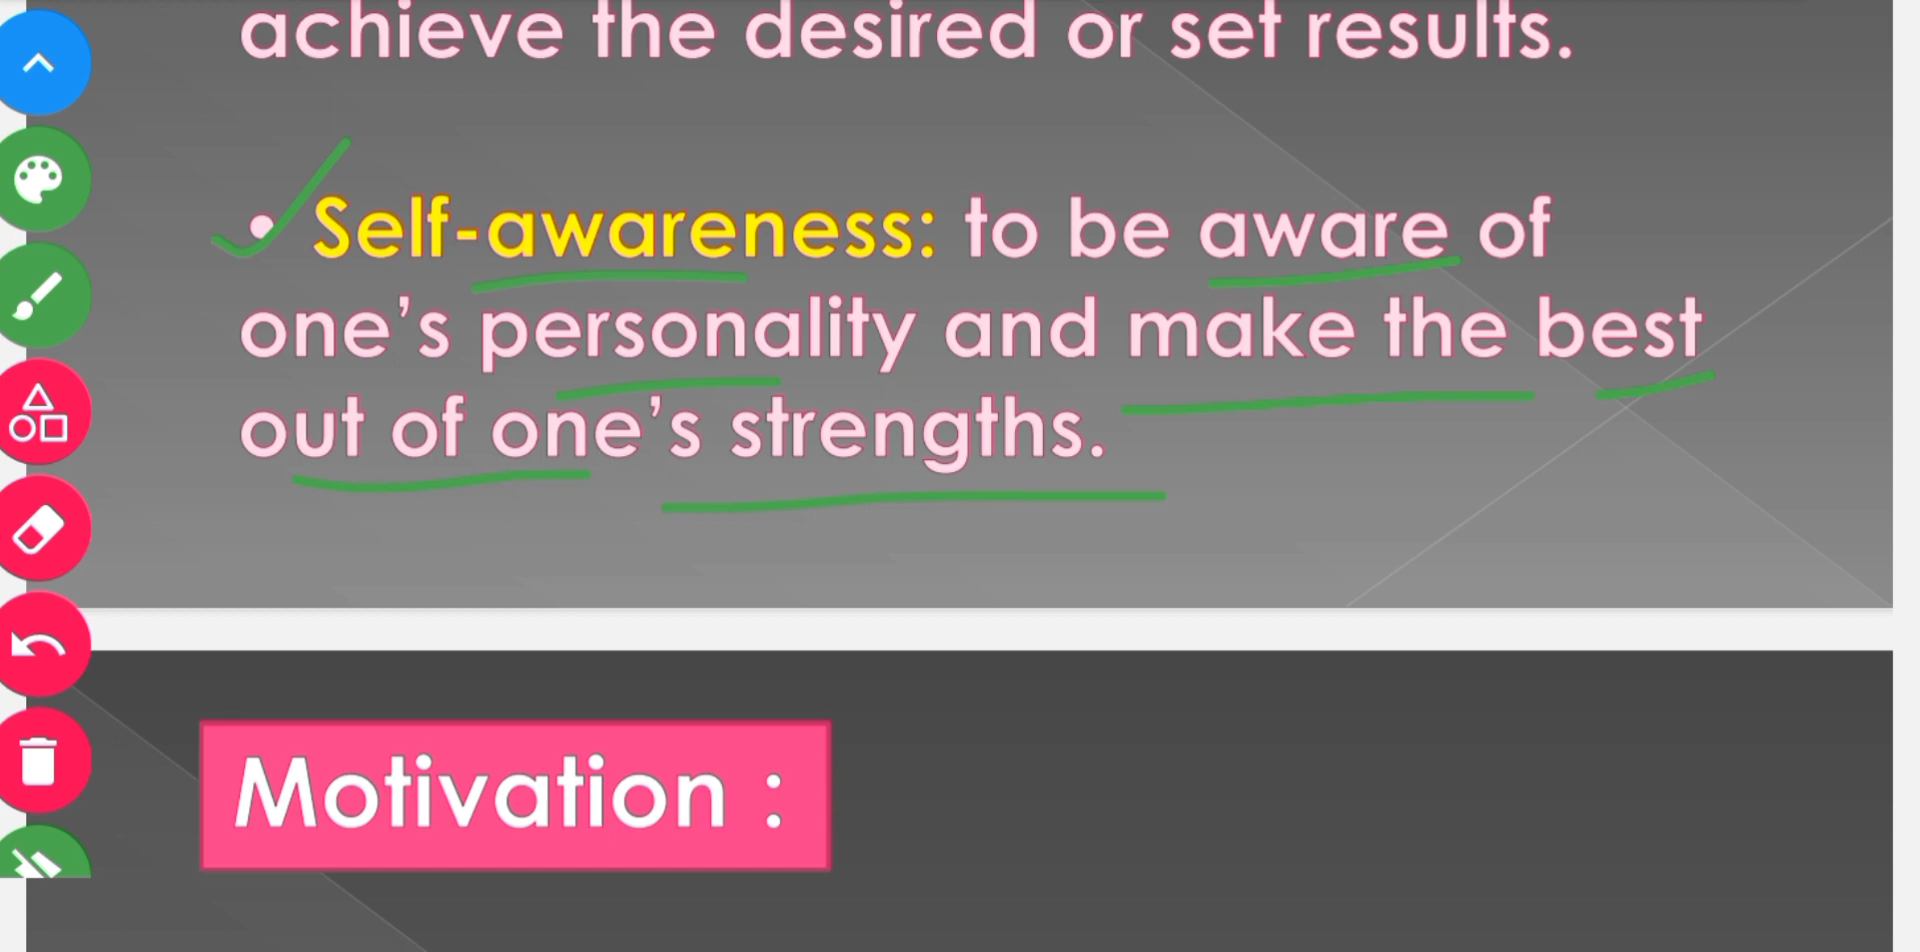 achieve the desired or set results.
• Self-awareness: to be aware of
one's personality and make the best
out of one's strengths.
Motivation :